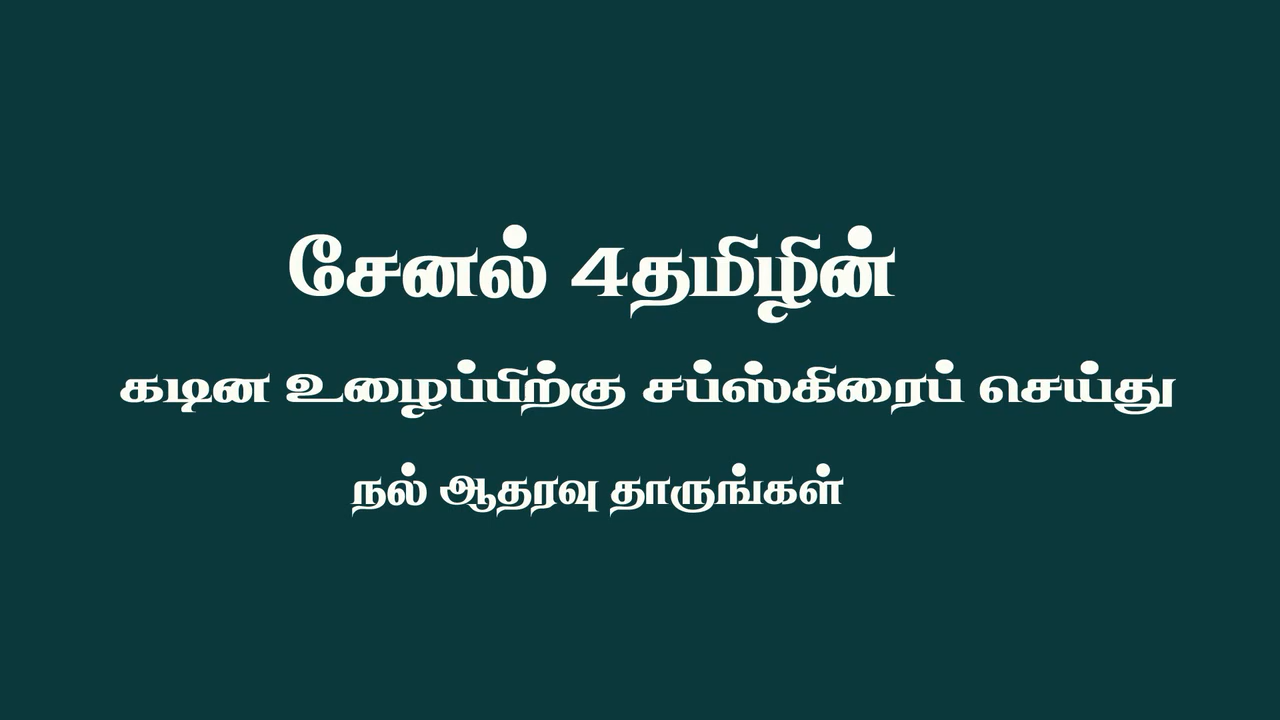 சேனல் 4தமிழின்
கடின உழைப்பிற்கு சப்ஸ்கிரைப் செய்து
நல் ஆதரவு தாருங்கள்